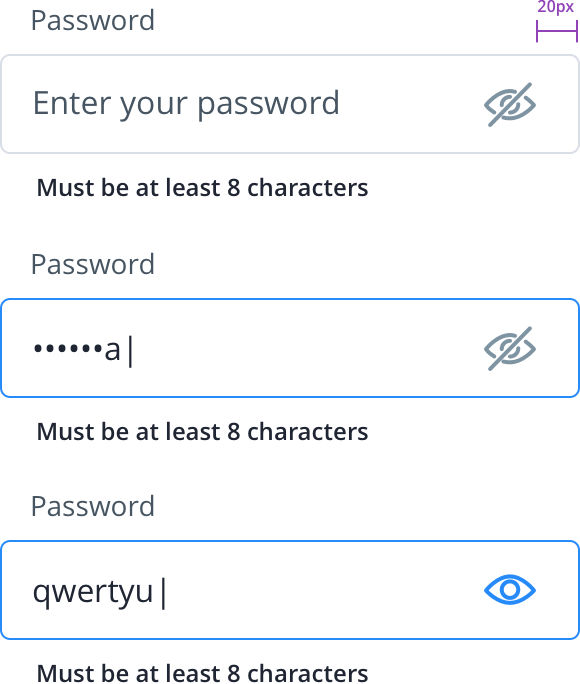 Password
20px
Enter your password
Must be at least 8 characters
Password
••••••a|
Must be at least 8 characters
Password
qwertyu|
Must be at least 8 characters